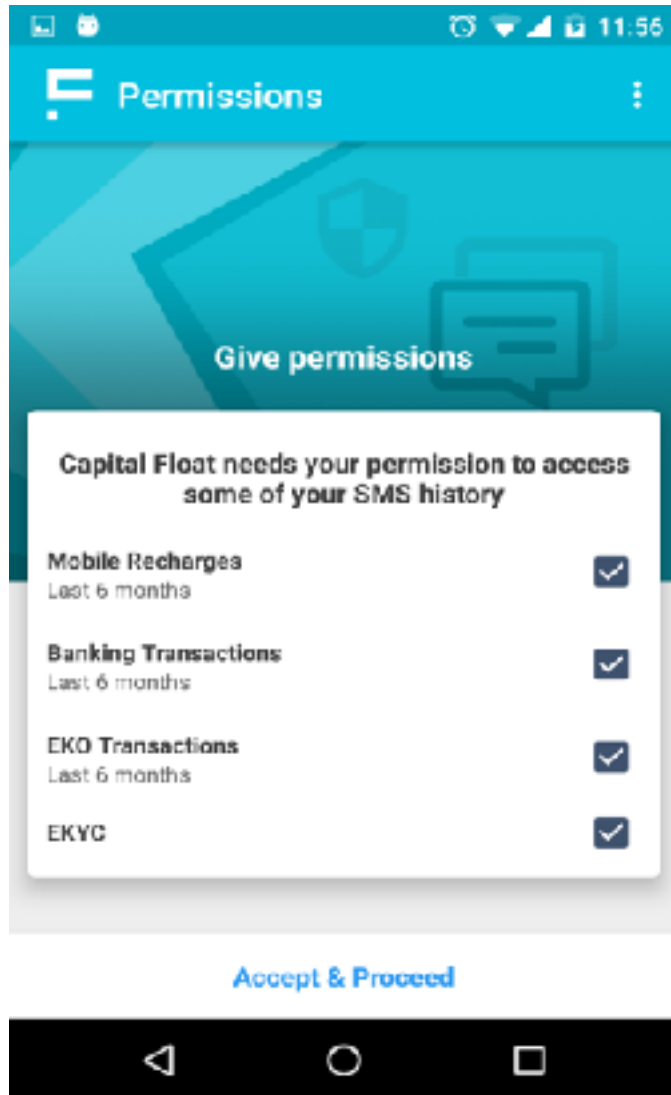 11:56
Permissions
Give permissions
Capital Float needs your permission to access
some of your SMS history
Mobile Recharges
Last 6 months
Banking Transactions
Last 6 months
EKO Transactions
Last 6 months
EKYC
Accept & Proceed